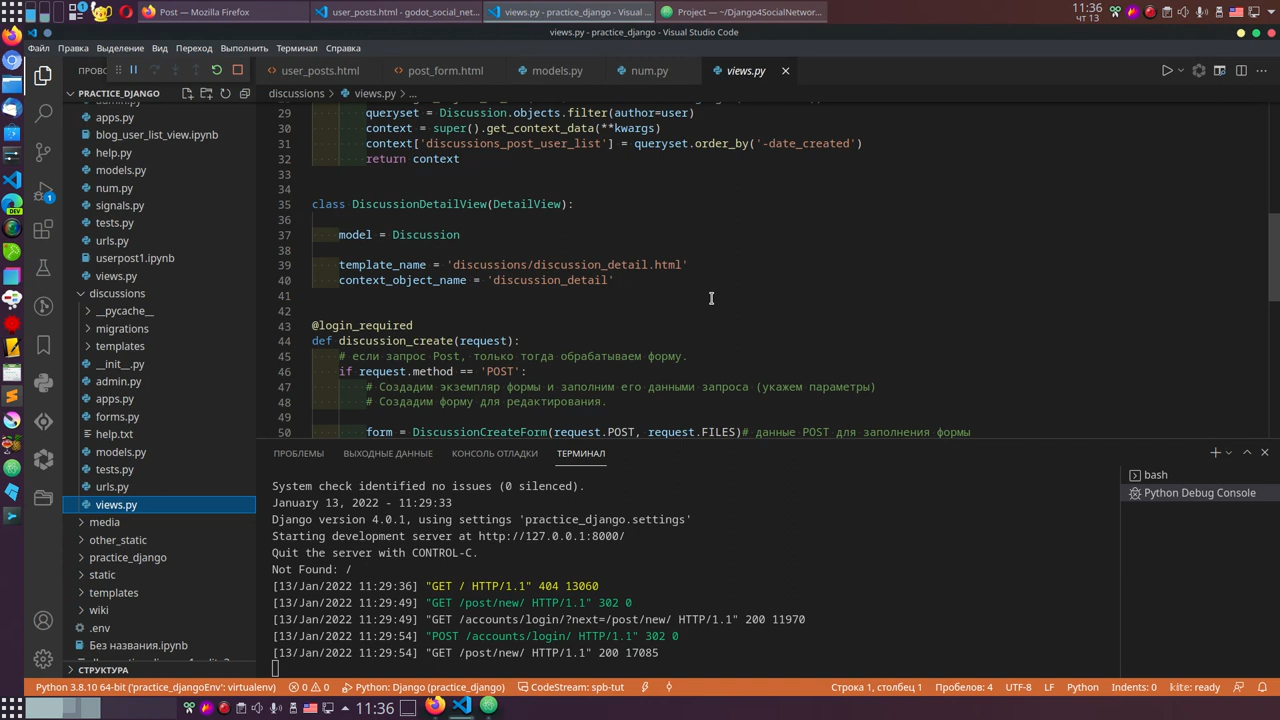 11:36
чт 13
Post — Mozilla Firefox
user_posts.html - godot_social_net...
views.py - practice_django - Visual ...
Project — ~/Django4SocialNetwor...
views.py - practice_django - Visual Studio Code
Файл Правка Выделение Вид Переход Выполнить Терминал Справка
user_posts.html
post_form.html
models.py
num.py
views.py
PRACTICE_DJANGO
discussions > views.py > ...
apps.py
blog_user_list_view.ipynb
help.py
models.py
num.py
signals.py
tests.py
urls.py
userpost1.ipynb
views.py
discussions
__pycache__
migrations
templates
__init__.py
admin.py
apps.py
forms.py
help.txt
models.py
tests.py
urls.py
views.py
media
other_static
practice_django
static
templates
wiki
.env
Без названия.ipynb
СТРУКТУРА
29 queryset = Discussion.objects.filter(author=user)
30 context = super().get_context_data(**kwargs)
31 context['discussions_post_user_list'] = queryset.order_by('-date_created')
32 return context
33
34
35 class DiscussionDetailView(DetailView):
36
37 model = Discussion
38
39 template_name = 'discussions/discussion_detail.html'
40 context_object_name = 'discussion_detail'
41
42
43 @login_required
44 def discussion_create(request):
45 # если запрос Post, только тогда обрабатываем форму.
46 if request.method == 'POST':
47 # Создадим экземпляр формы и заполним его данными запроса (укажем параметры)
48 # Создадим форму для редактирования.
49
50 form = DiscussionCreateForm(request.POST, request.FILES)# данные POST для заполнения формы
ПРОБЛЕМЫ ВЫХОДНЫЕ ДАННЫЕ КОНСОЛЬ ОТЛАДКИ ТЕРМИНАЛ
System check identified no issues (0 silenced).
January 13, 2022 - 11:29:33
Django version 4.0.1, using settings 'practice_django.settings'
Starting development server at http://127.0.0.1:8000/
Quit the server with CONTROL-C.
Not Found: /
[13/Jan/2022 11:29:36] "GET / HTTP/1.1" 404 13060
[13/Jan/2022 11:29:49] "GET /post/new/ HTTP/1.1" 302 0
[13/Jan/2022 11:29:49] "GET /accounts/login/?next=/post/new/ HTTP/1.1" 200 11970
[13/Jan/2022 11:29:54] "POST /accounts/login/ HTTP/1.1" 302 0
[13/Jan/2022 11:29:54] "GET /post/new/ HTTP/1.1" 200 17085
bash
Python Debug Console
DEV
1
Python 3.8.10 64-bit ('practice_djangoEnv': virtualenv)
0 0
Python: Django (practice_django)
CodeStream: spb-tut
Строка 1, столбец 1
Пробелов: 4
UTF-8
LF
Python
Indents: 0
kite: ready
11:36